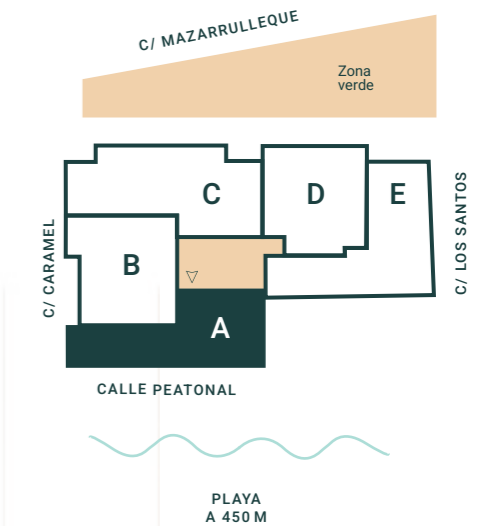 C/ MAZARRULLEQUE
Zona
verde
C
D
E
C/ CARAMEL
C/ LOS SANTOS
B
A
CALLE PEATONAL
PLAYA
A 450 M